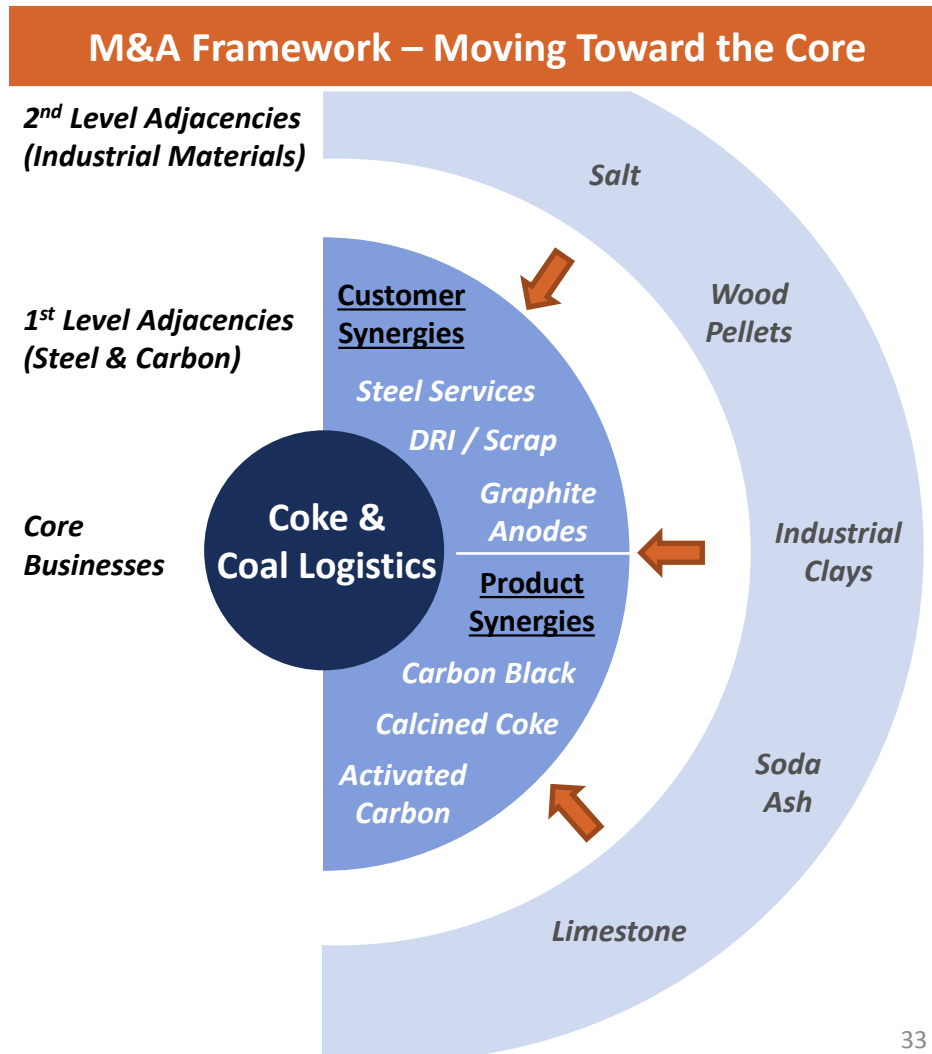 M&A Framework – Moving Toward the Core
2nd Level Adjacencies
(Industrial Materials)
Salt
Wood
Pellets
1st Level Adjacencies
(Steel & Carbon)
Customer
Synergies
Steel Services
DRI / Scrap
Graphite
Anodes
Core
Businesses
Coke &
Coal Logistics
Industrial
Clays
Product
Synergies
Carbon Black
Calcined Coke
Activated
Carbon
Soda
Ash
Limestone
33